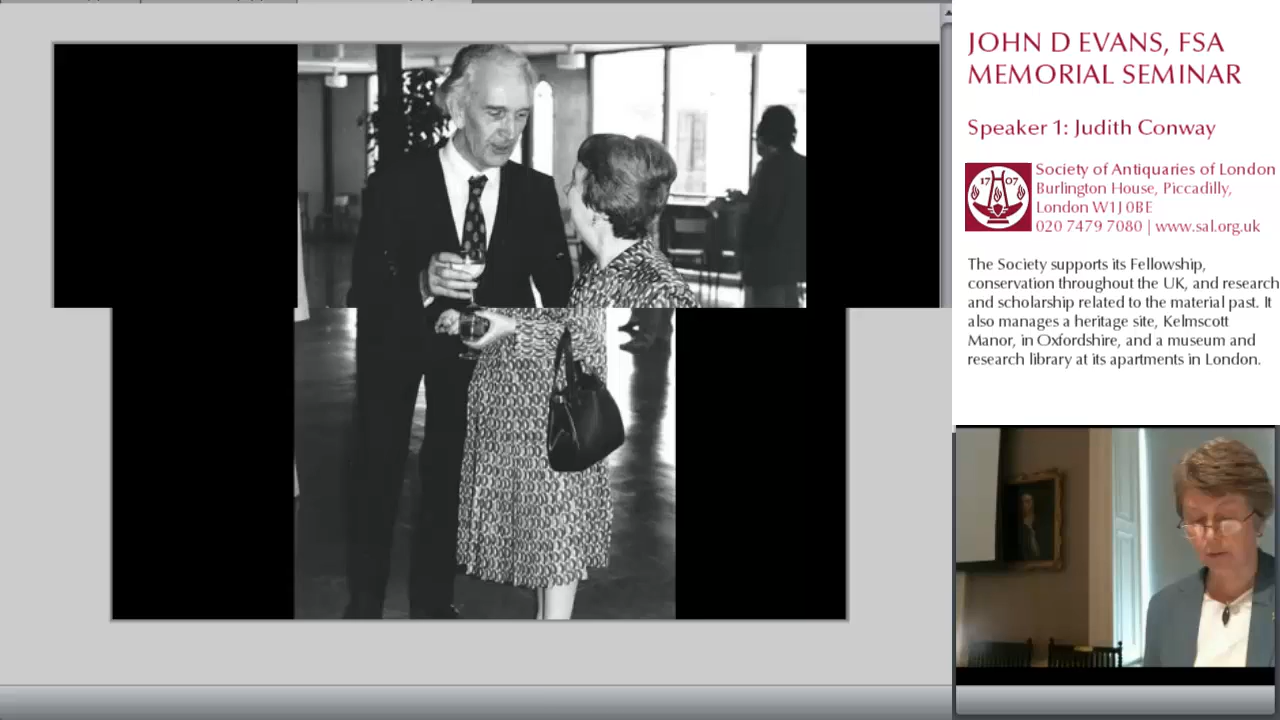 JOHN D EVANS, FSA
MEMORIAL SEMINAR
Speaker 1: Judith Conway
17 07
Society of Antiquaries of London
Burlington House, Piccadilly,
London W1J 0BE
020 7479 7080 | www.sal.org.uk
The Society supports its Fellowship,
conservation throughout the UK, and research
and scholarship related to the material past. It
also manages a heritage site, Kelmscott
Manor, in Oxfordshire, and a museum and
research library at its apartments in London.